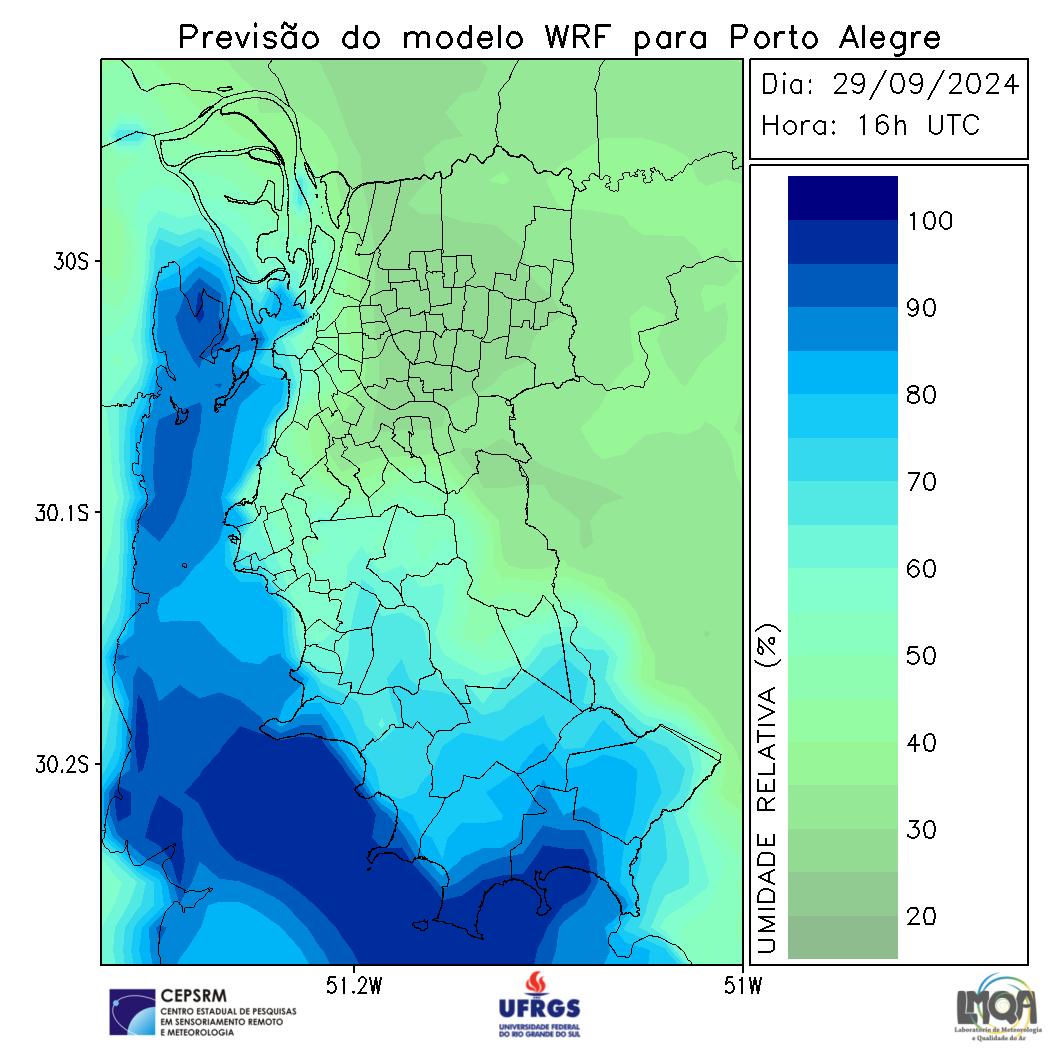 Previsão do modelo WRF para Porto Alegre
Dia: 29/09/2024
Hora: 16h UTC
30S
30.1S
30.2S
51.2W
51W
100
90
80
70
60
50
40
30
20
UMIDADE RELATIVA (%)
CEPSRM
CENTRO ESTADUAL DE PESQUISAS
EM SENSORIAMENTO REMOTO
E METEOROLOGIA
UFRGS
UNIVERSIDADE FEDERAL
DO RIO GRANDE DO SUL
LMQA
Laboratório de Meteorologia
e Qualidade do Ar